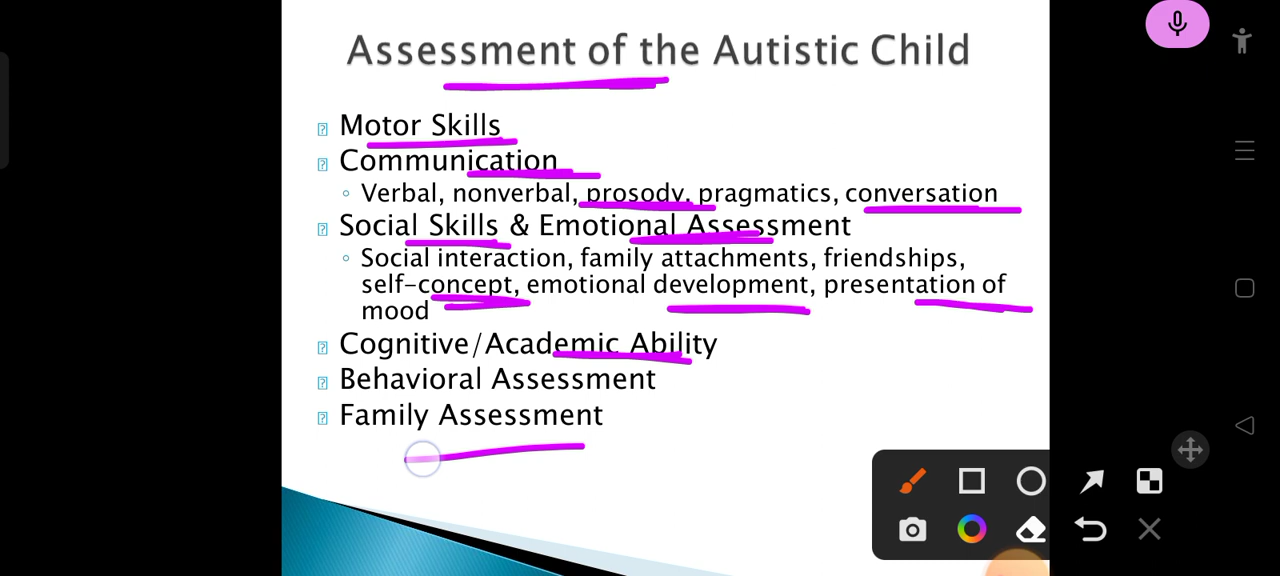 Assessment of the Autistic Child
Motor Skills
Communication
Verbal, nonverbal, prosody, pragmatics, conversation
Social Skills & Emotional Assessment
Social interaction, family attachments, friendships,
self-concept, emotional development, presentation of
mood
Cognitive/Academic Ability
Behavioral Assessment
Family Assessment